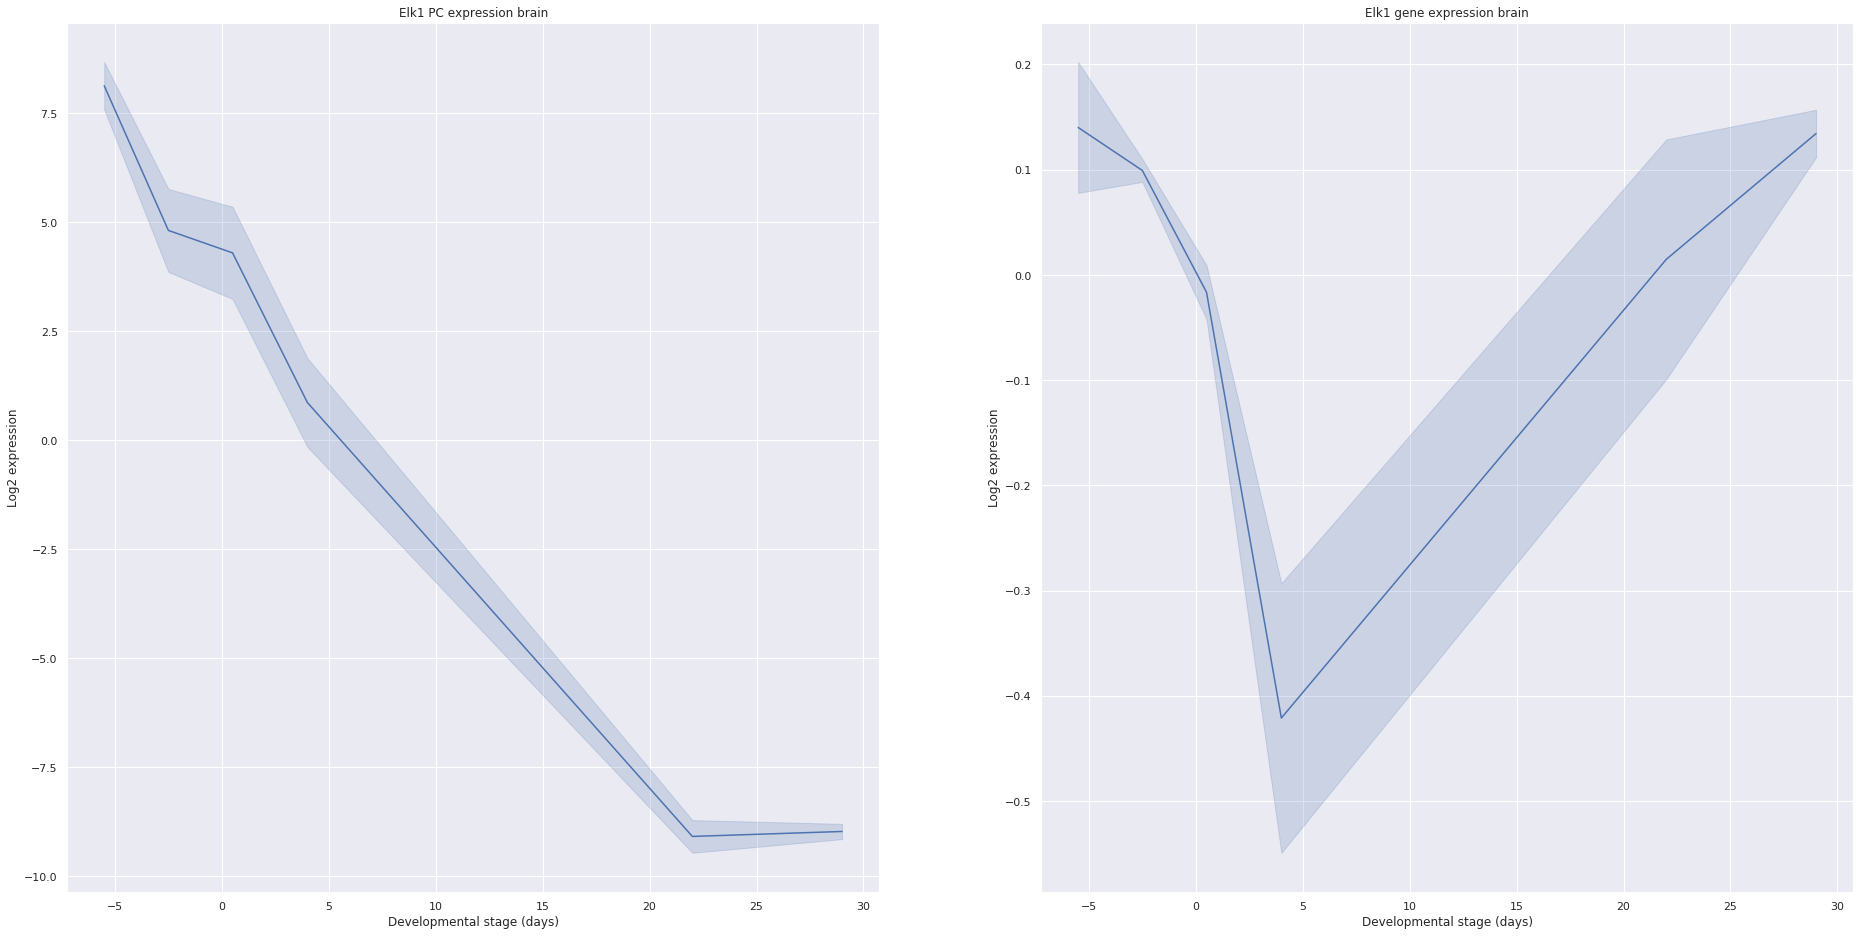 Elk1 PC expression brain
Log2 expression
7.5
5.0
2.5
0.0
−2.5
−5.0
−7.5
−10.0
−5 0 5 10 15 20 25 30
Developmental stage (days)
Elk1 gene expression brain
Log2 expression
0.2
0.1
0.0
−0.1
−0.2
−0.3
−0.4
−0.5
−5 0 5 10 15 20 25 30
Developmental stage (days)